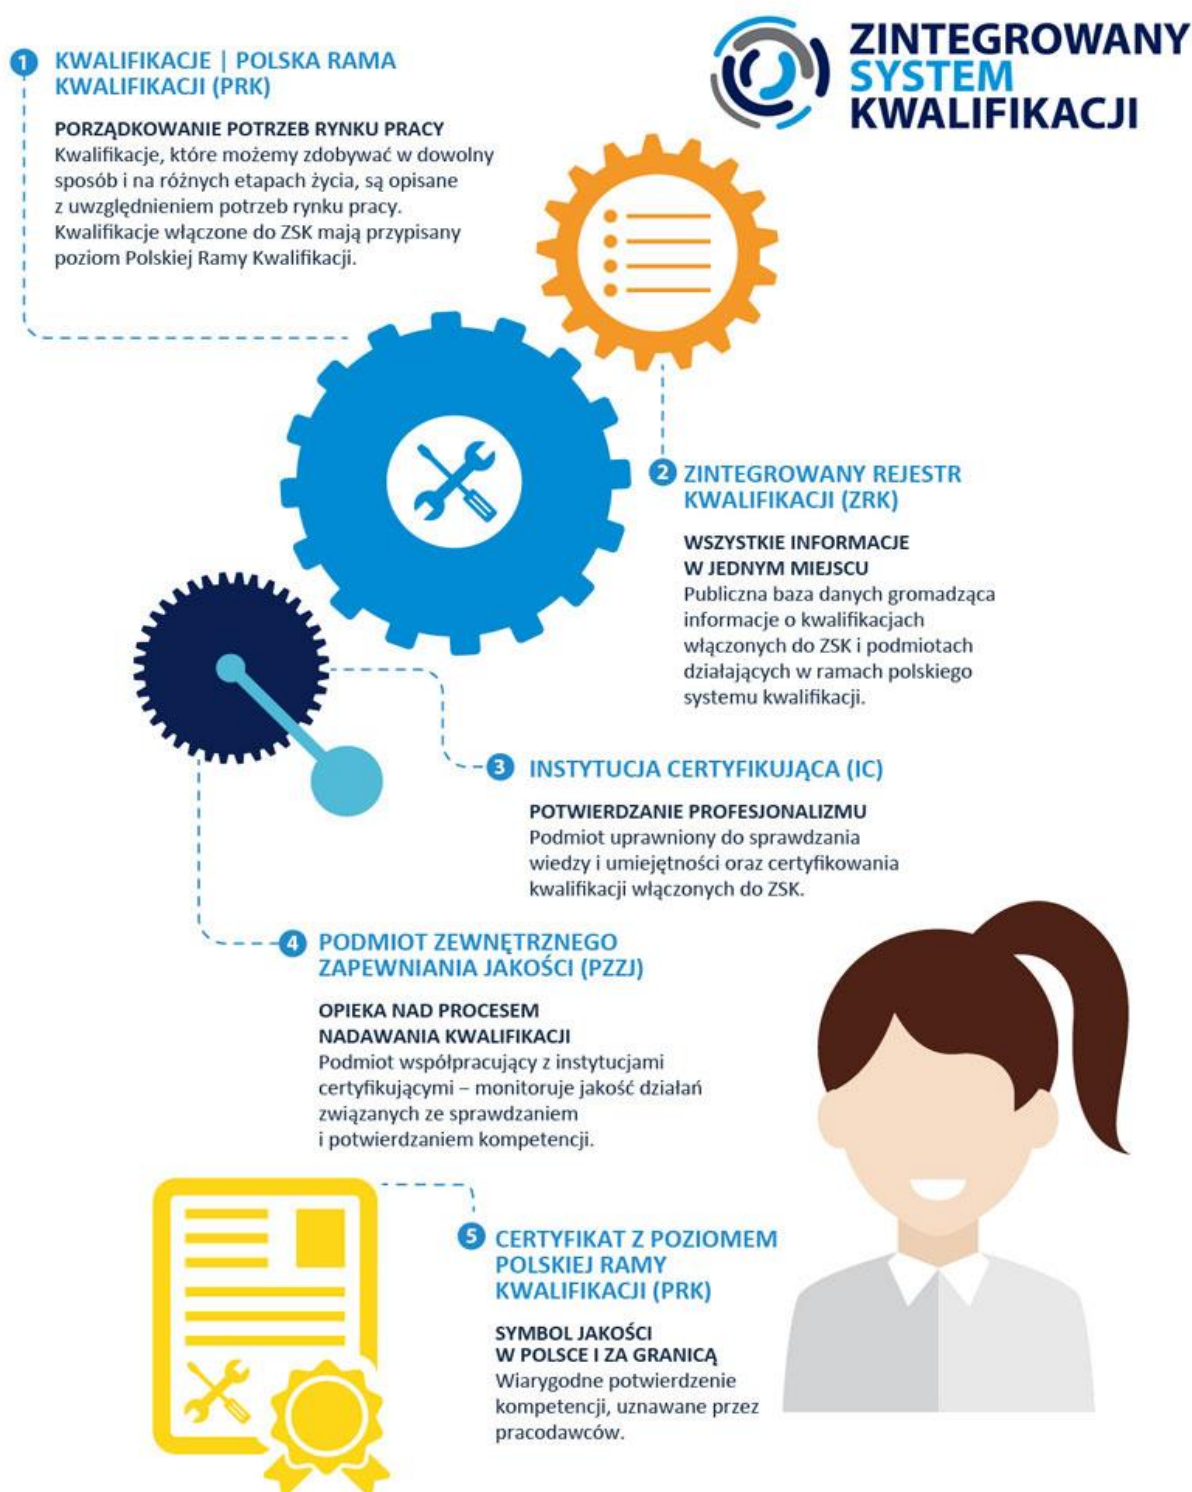 ZINTEGROWANY
SYSTEM
KWALIFIKACJI
1
KWALIFIKACJE | POLSKA RAMA
KWALIFIKACJI (PRK)
PORZĄDKOWANIE POTRZEB RYNKU PRACY
Kwalifikacje, które możemy zdobywać w dowolny
sposób i na różnych etapach życia, są opisane
z uwzględnieniem potrzeb rynku pracy.
Kwalifikacje włączone do ZSK mają przypisany
poziom Polskiej Ramy Kwalifikacji.
2
ZINTEGROWANY REJESTR
KWALIFIKACJI (ZRK)
WSZYSTKIE INFORMACJE
W JEDNYM MIEJSCU
Publiczna baza danych gromadząca
informacje o kwalifikacjach
włączonych do ZSK i podmiotach
działających w ramach polskiego
systemu kwalifikacji.
3
INSTYTUCJA CERTYFIKUJĄCA (IC)
POTWIERDZANIE PROFESJONALIZMU
Podmiot uprawniony do sprawdzania
wiedzy i umiejętności oraz certyfikowania
kwalifikacji włączonych do ZSK.
4
PODMIOT ZEWNĘTRZNEGO
ZAPEWNIANIA JAKOŚCI (PZZJ)
OPIEKA NAD PROCESEM
NADAWANIA KWALIFIKACJI
Podmiot współpracujący z instytucjami
certyfikującymi – monitoruje jakość działań
związanych ze sprawdzaniem
i potwierdzaniem kompetencji.
5
CERTYFIKAT Z POZIOMEM
POLSKIEJ RAMY
KWALIFIKACJI (PRK)
SYMBOL JAKOŚCI
W POLSCE I ZA GRANICĄ
Wiarygodne potwierdzenie
kompetencji, uznawane przez
pracodawców.